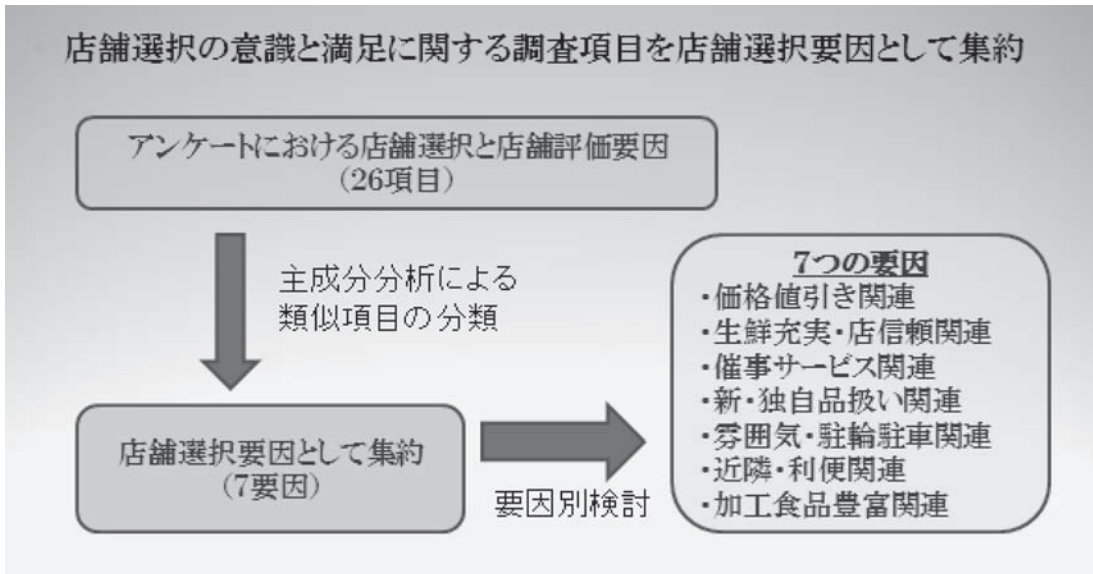 店舗選択の意識と満足に関する調査項目を店舗選択要因として集約
アンケートにおける店舗選択と店舗評価要因
(26項目)
主成分分析による
類似項目の分類
店舗選択要因として集約
(7要因)
要因別検討
7つの要因
・価格値引き関連
・生鮮充実・店信頼関連
・催事サービス関連
・新・独自品扱い関連
・雰囲気・駐輪駐車関連
・近隣・利便関連
・加工食品豊富関連